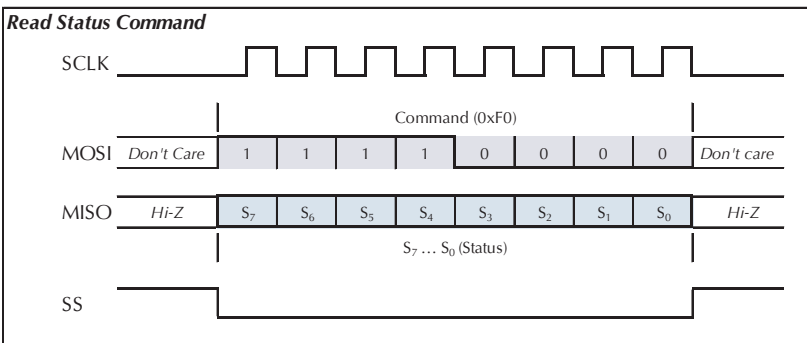 Read Status Command
SCLK
Command (0xF0)
MOSI Don't Care 1 1 1 1 0 0 0 0 Don't care
MISO Hi-Z S₇ S₆ S₅ S₄ S₃ S₂ S₁ S₀ Hi-Z
S₇ … S₀ (Status)
SS